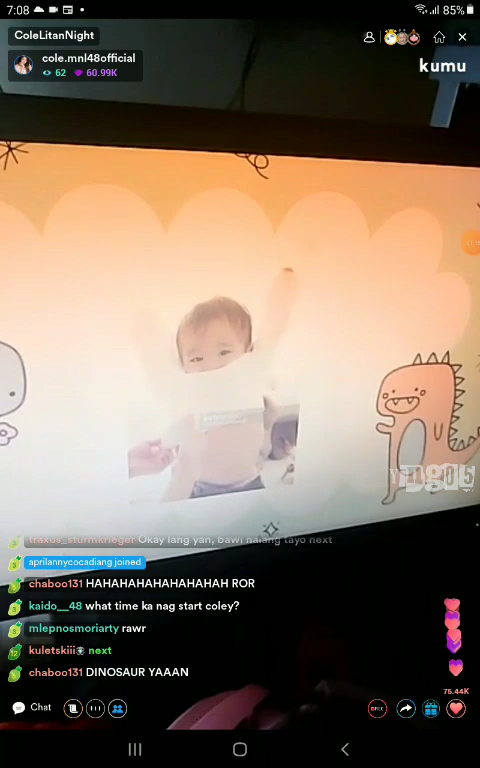 7:08
85%
ColeLitanNight
cole.mnl48official
62 60.99K
kumu
traxus_sturmkrieger Okay lang yan, bawi nalang tayo next
aprilannycocadiang joined
chaboo131 HAHAHAHAHAHAHAHAH ROR
kaido__48 what time ka nag start coley?
mlepnosmoriarty rawr
kuletskiii next
chaboo131 DINOSAUR YAAAN
75.44K
Chat